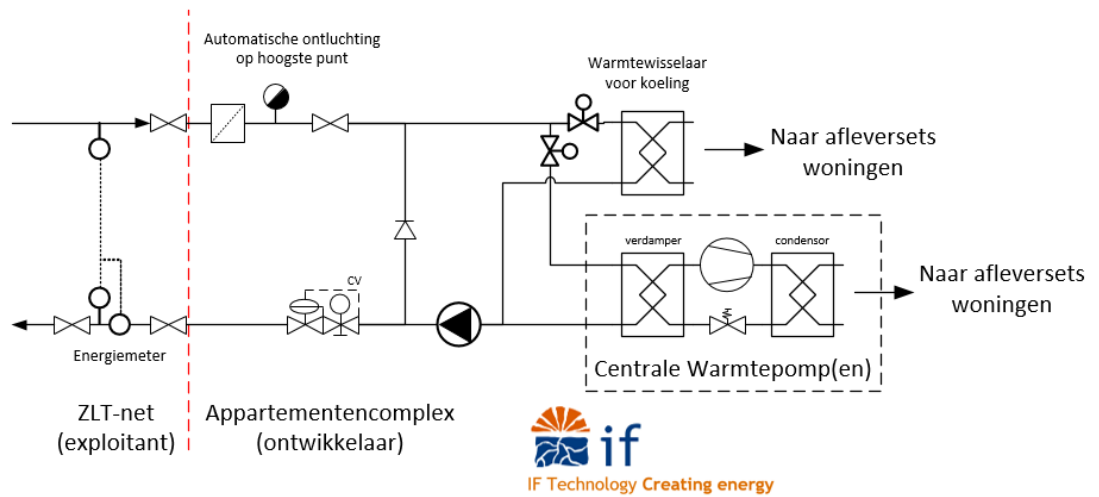 Automatische ontluchting
op hoogste punt
Warmtewisselaar
voor koeling
Naar afleversets
woningen
verdamper
condensor
Naar afleversets
woningen
CV
Energiemeter
Centrale Warmtepomp(en)
ZLT-net
(exploitant)
Appartementencomplex
(ontwikkelaar)
if
IF Technology Creating energy